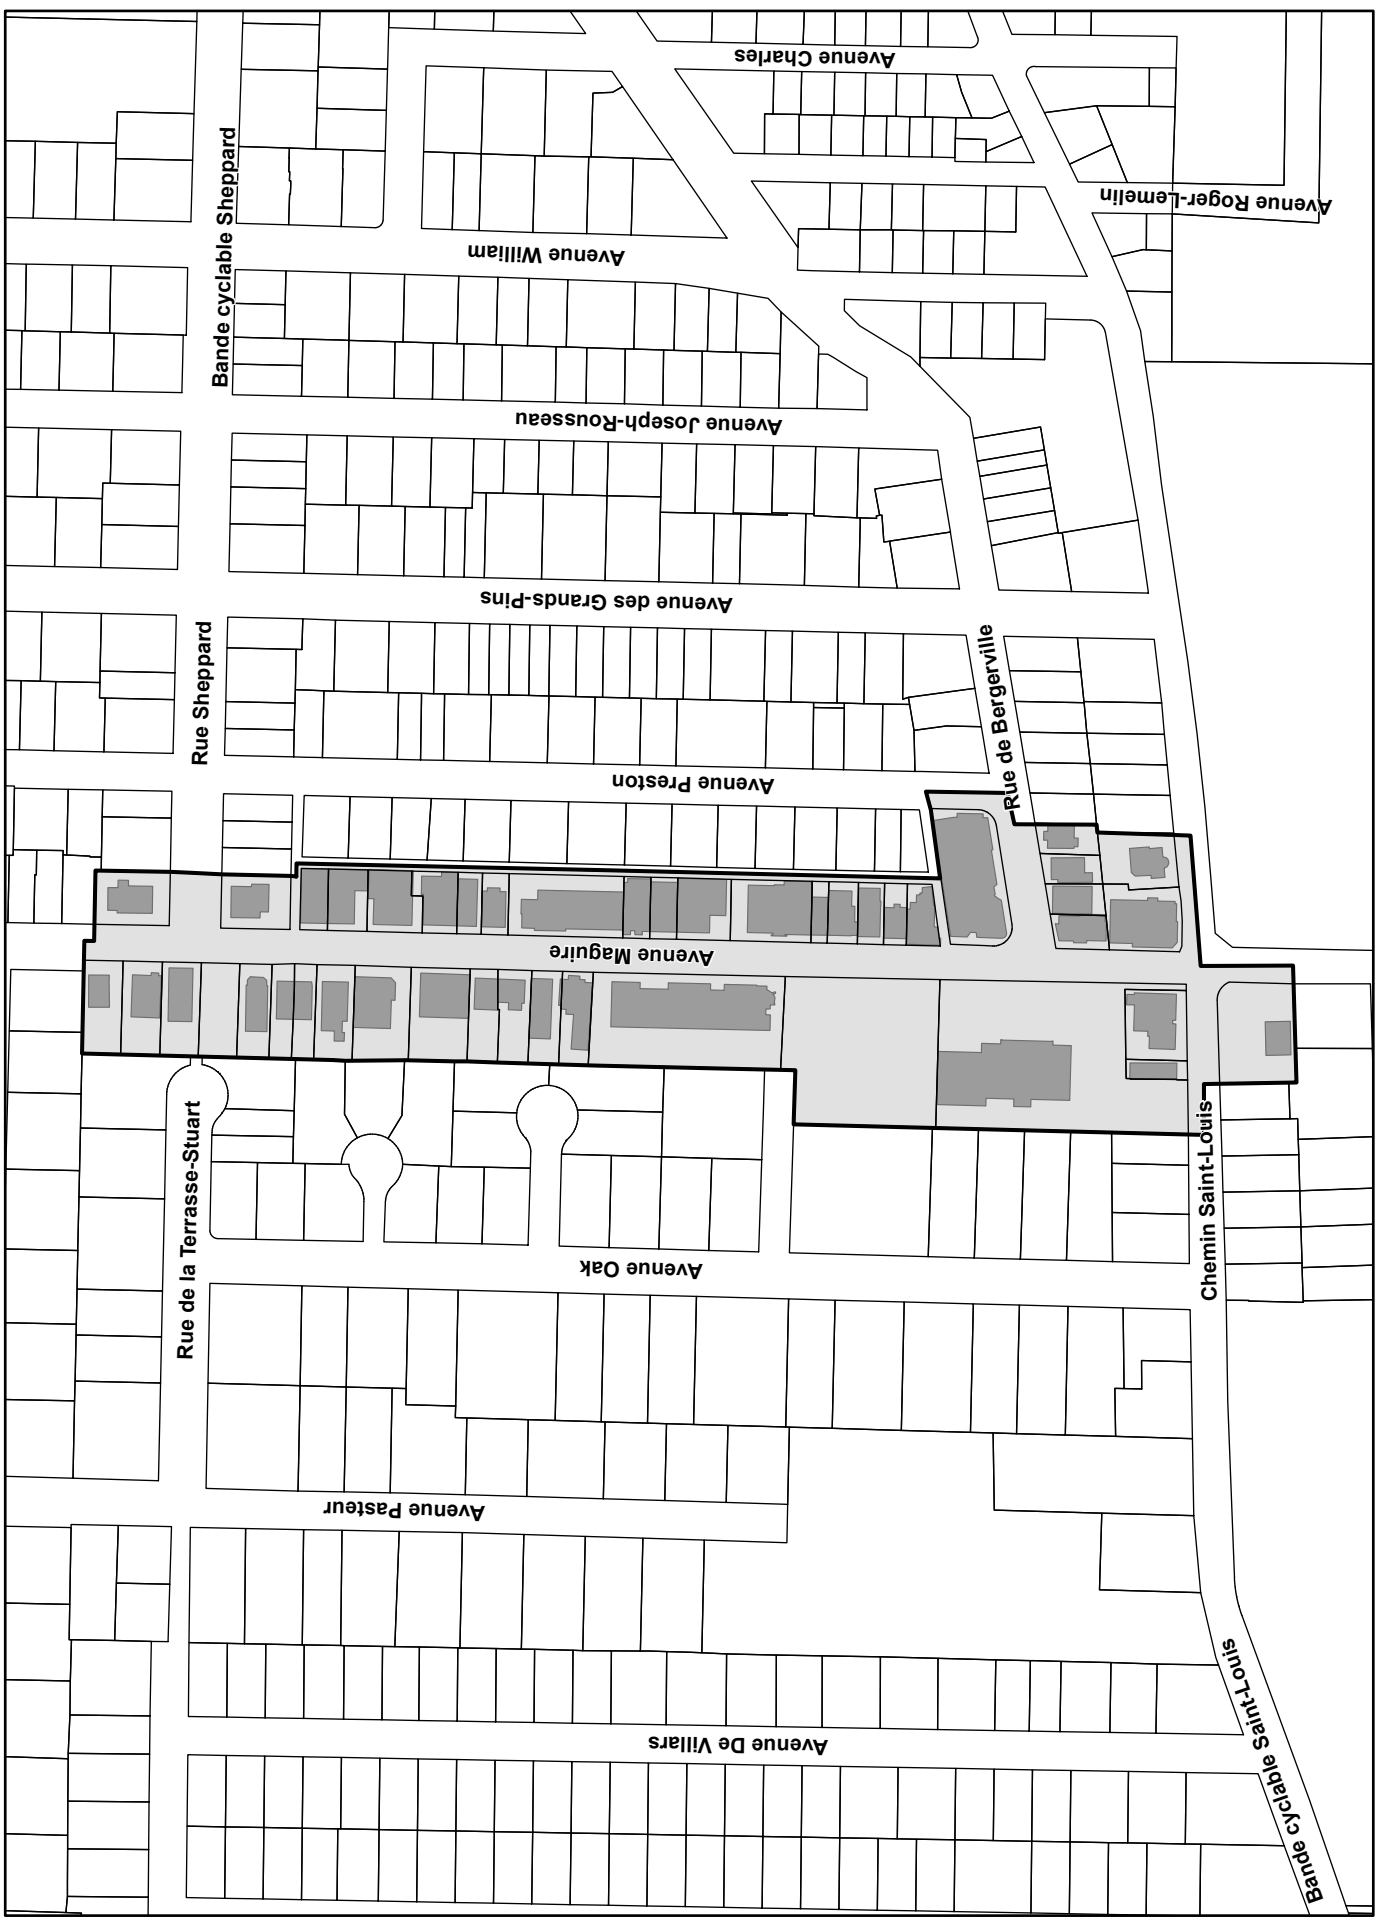 Avenue Charles
Bande cyclable Sheppard
Avenue Roger-Lemelin
Avenue William
Avenue Joseph-Rousseau
Avenue des Grands-Pins
Rue Sheppard
Rue de Bergerville
Avenue Preston
Avenue Maguire
Rue de la Terrasse-Stuart
Chemin Saint-Louis
Avenue Oak
Avenue Pasteur
Avenue De Villars
Bande cyclable Saint-Louis